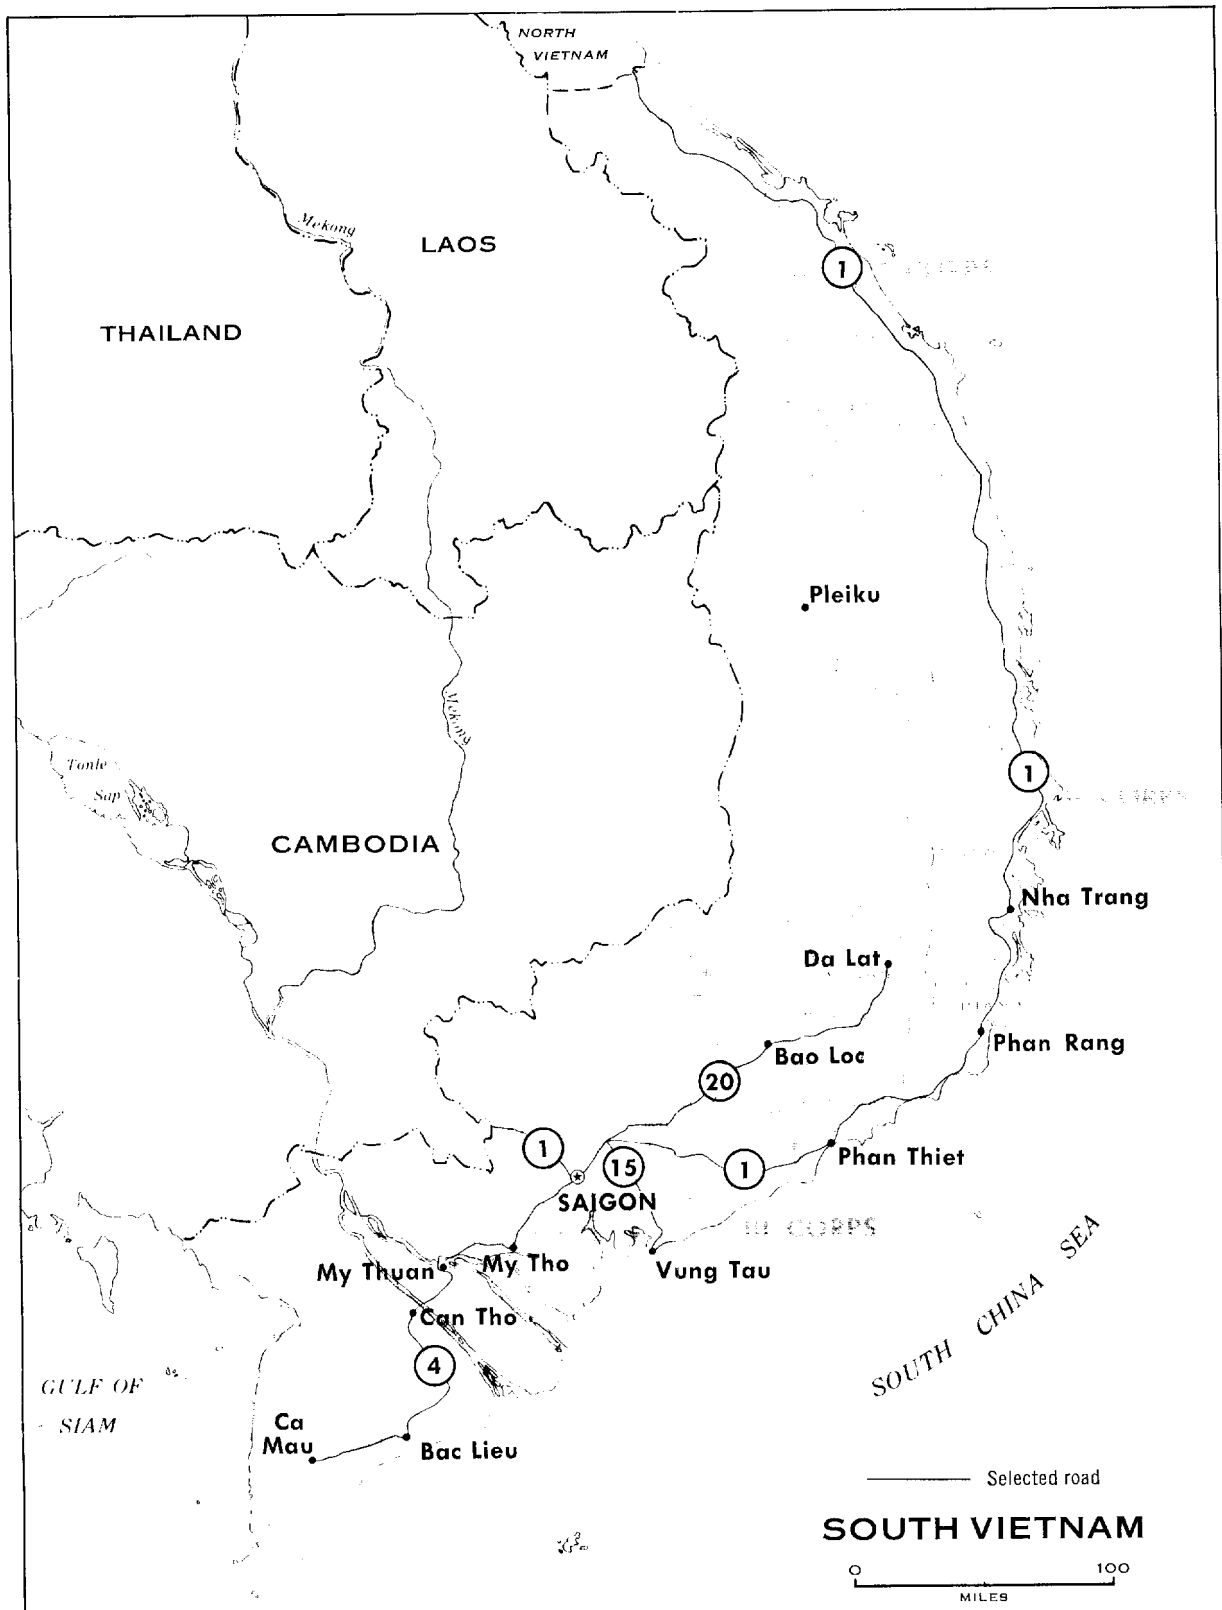 NORTH
VIETNAM
Mekong
LAOS
1
THAILAND
Pleiku
Mekong
Tonle
Sap
1
CORPS
CAMBODIA
Nha Trang
Da Lat
Phan Rang
Bao Loc
20
1
15
1
Phan Thiet
SAIGON
III CORPS
My Thuan
My Tho
Vung Tau
Can Tho
SOUTH CHINA SEA
4
GULF OF
SIAM
Ca
Mau
Bac Lieu
Selected road
SOUTH VIETNAM
0 100
MILES